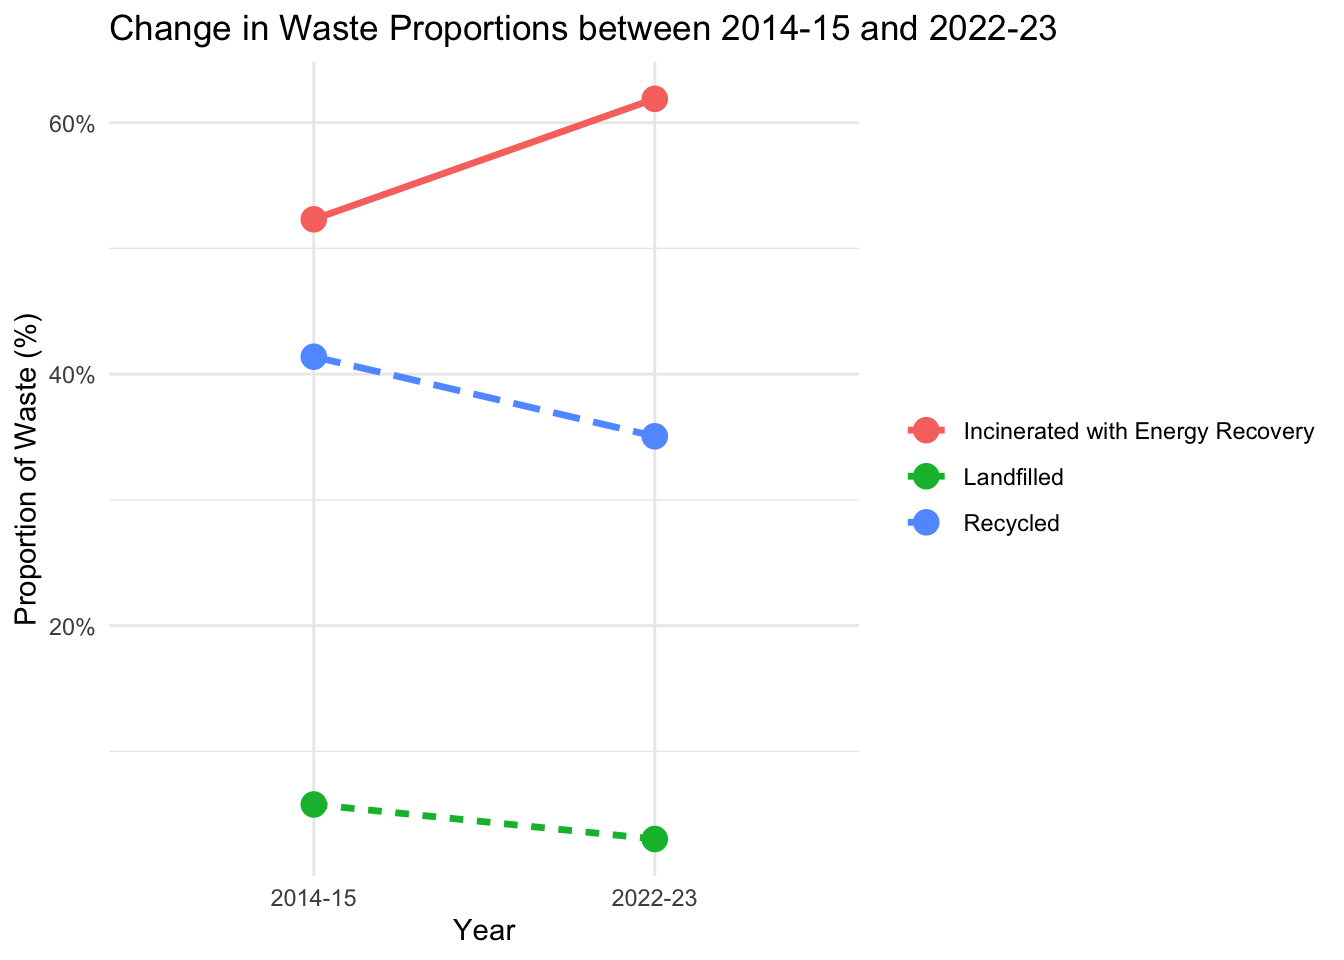 Change in Waste Proportions between 2014-15 and 2022-23
Proportion of Waste (%)
60%
40%
20%
2014-15
2022-23
Year
Incinerated with Energy Recovery
Landfilled
Recycled